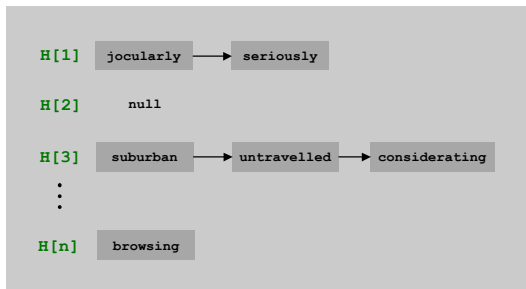 H[1] jocularly seriously
H[2] null
H[3] suburban untravelled considerating
H[n] browsing